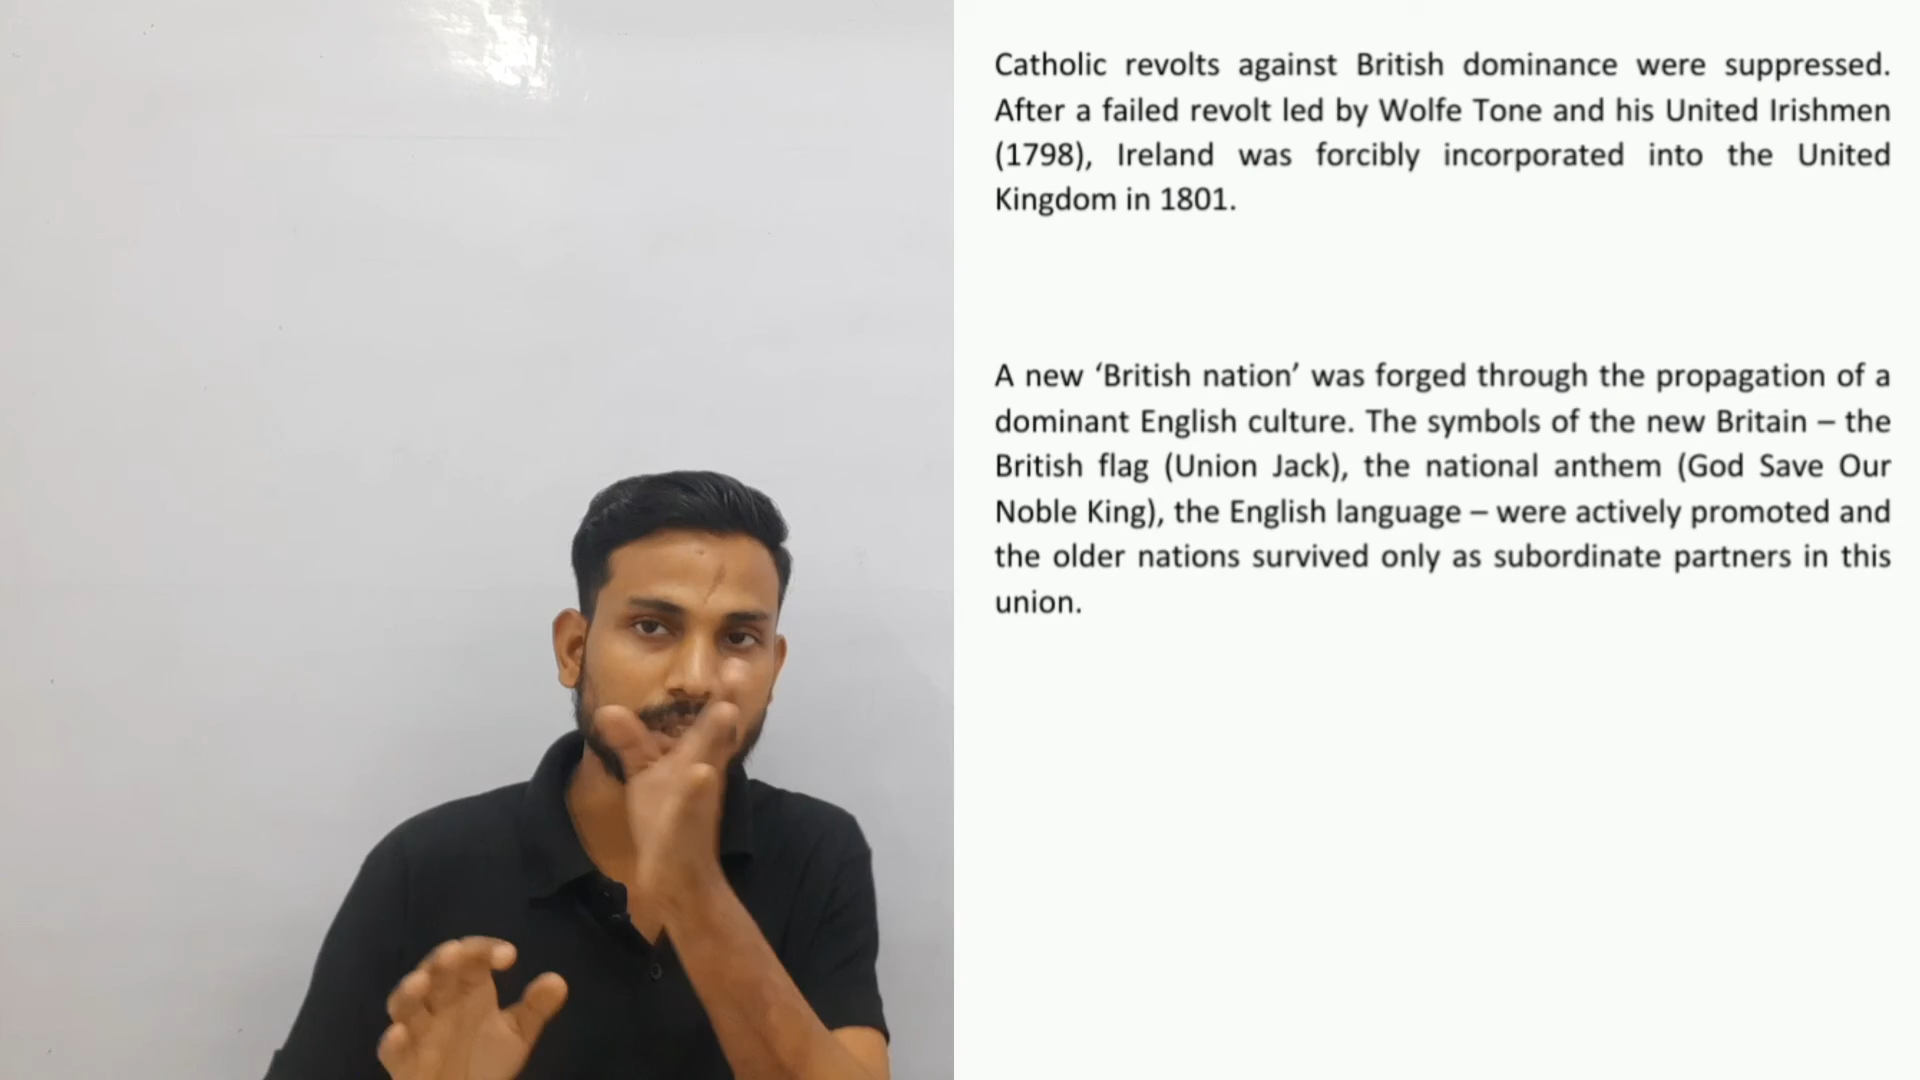 Catholic revolts against British dominance were suppressed.
After a failed revolt led by Wolfe Tone and his United Irishmen
(1798), Ireland was forcibly incorporated into the United
Kingdom in 1801.
A new ‘British nation’ was forged through the propagation of a
dominant English culture. The symbols of the new Britain – the
British flag (Union Jack), the national anthem (God Save Our
Noble King), the English language – were actively promoted and
the older nations survived only as subordinate partners in this
union.